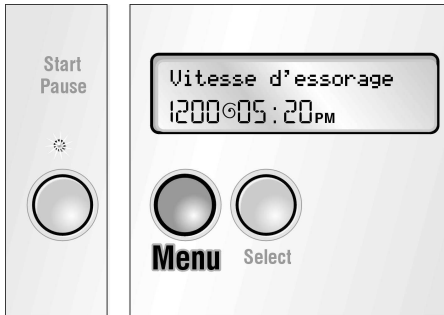 Start
Pause
Vitesse d'essorage
1200 05:20PM
Menu
Select